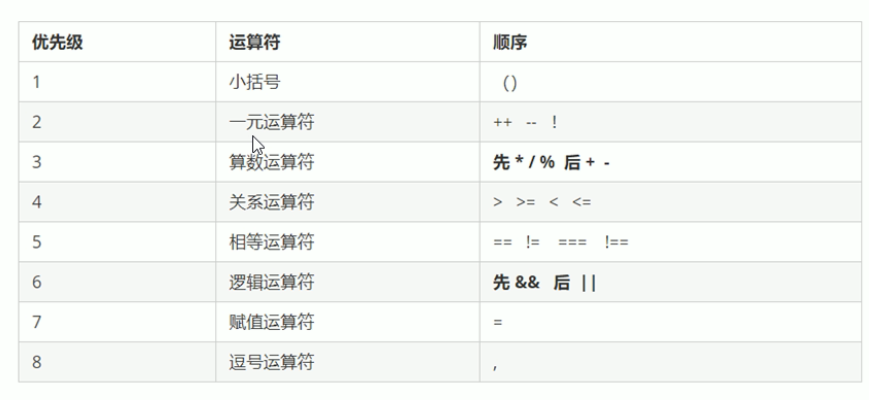 优先级 运算符 顺序
1 小括号 （）
2 一元运算符 ++ -- !
3 算数运算符 先 * / % 后 + -
4 关系运算符 > >= < <=
5 相等运算符 == != === !==
6 逻辑运算符 先 && 后 ||
7 赋值运算符 =
8 逗号运算符 ,